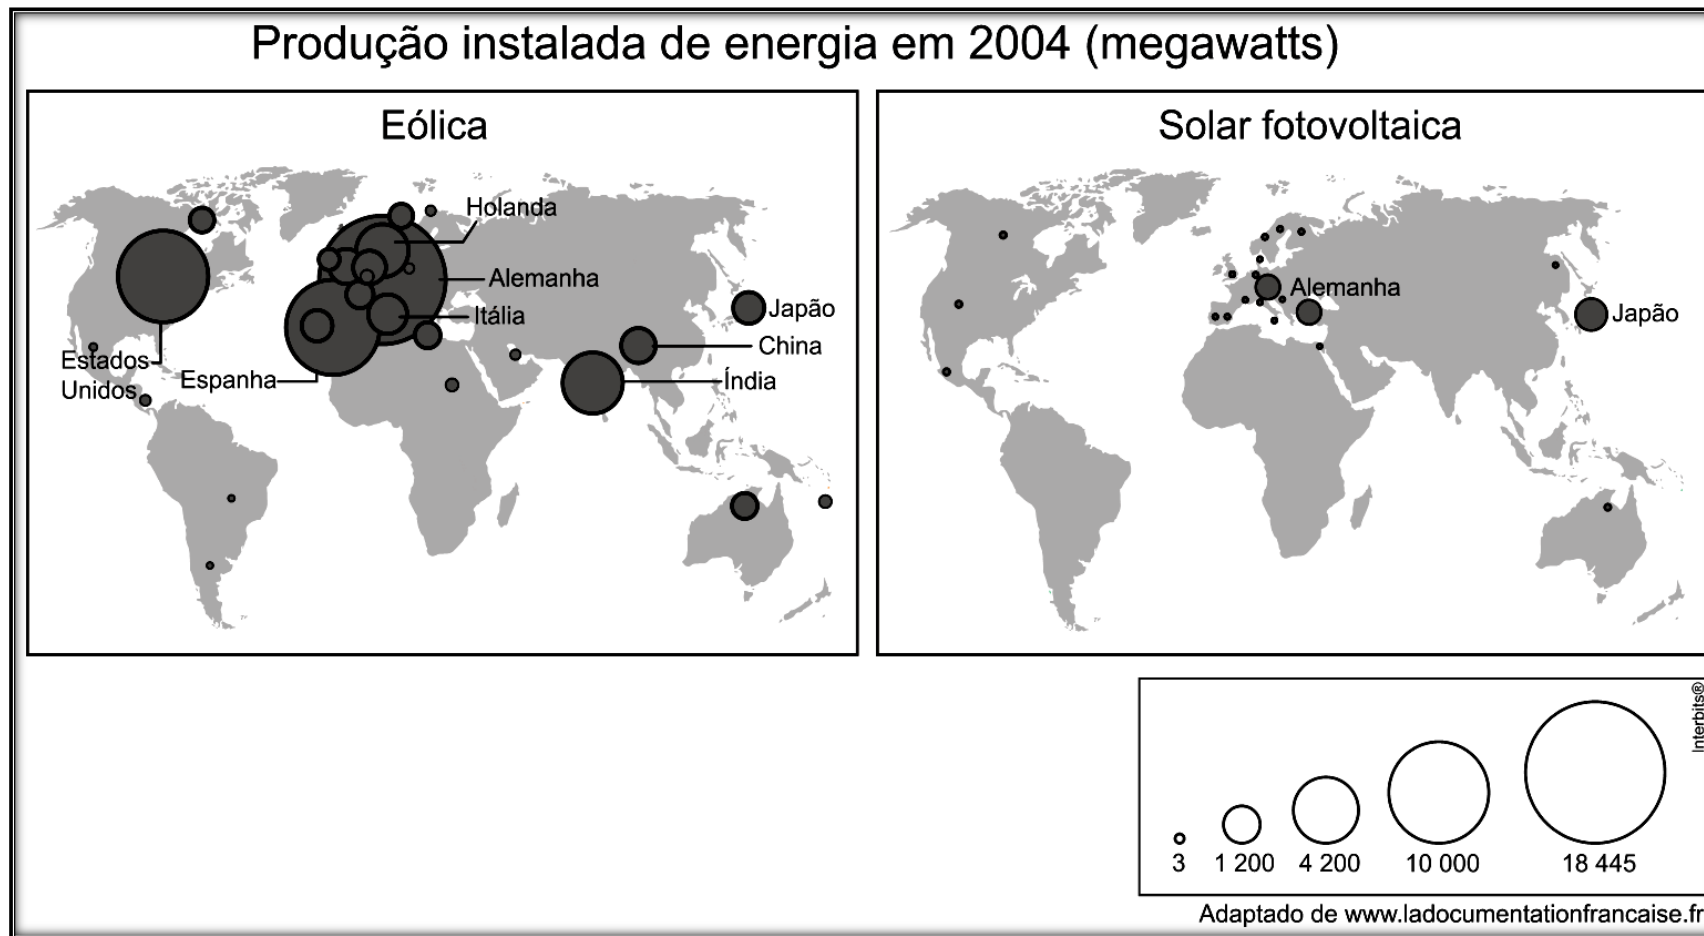 Produção instalada de energia em 2004 (megawatts)
Eólica
Holanda
Alemanha
Itália
Japão
China
Índia
Estados
Unidos
Espanha
Solar fotovoltaica
Alemanha
Japão
Interbits®
3 1 200 4 200 10 000 18 445
Adaptado de www.ladocumentationfrancaise.fr